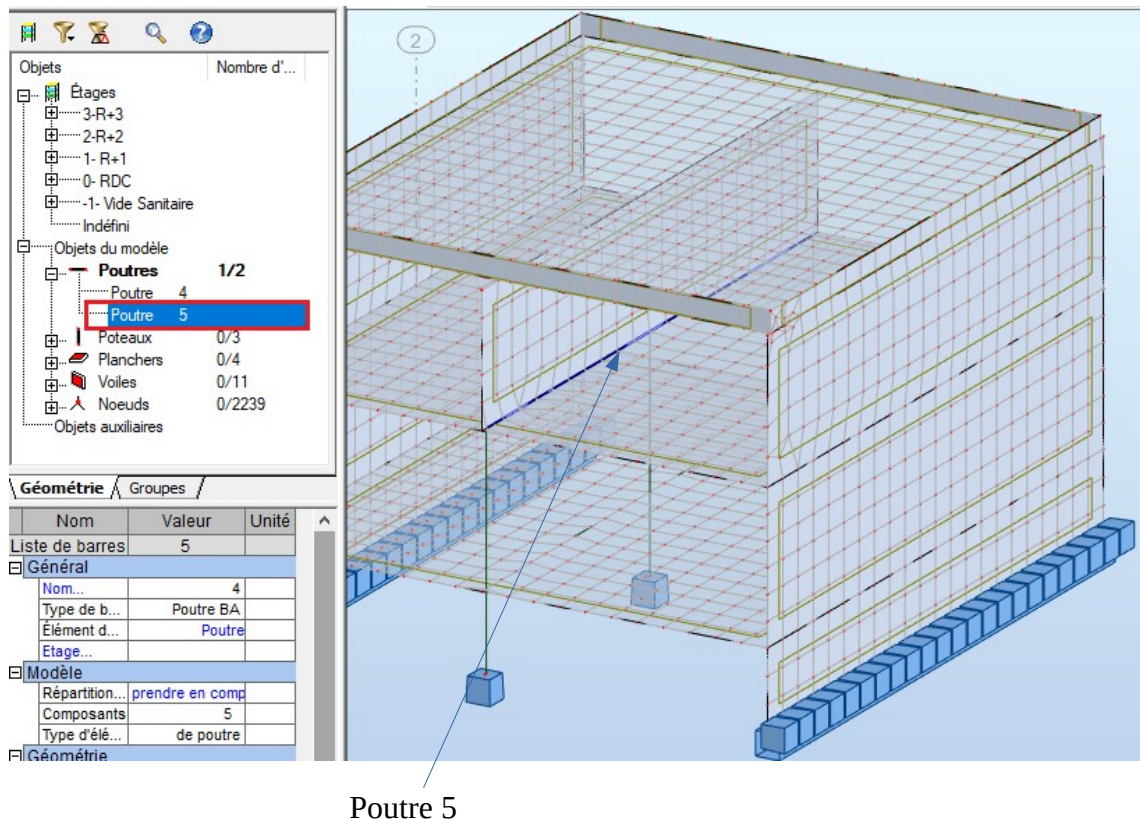 Objets Nombre d'...
Étages
3-R+3
2-R+2
1- R+1
0- RDC
-1- Vide Sanitaire
Indéfini
Objets du modèle
Poutres 1/2
Poutre 4
Poutre 5
Poteaux 0/3
Planchers 0/4
Voiles 0/11
Noeuds 0/2239
Objets auxiliaires
Géométrie Groupes
Nom Valeur Unité
Liste de barres 5
Général
Nom... 4
Type de b... Poutre BA
Élément d... Poutre
Etage...
Modèle
Répartition... prendre en comp
Composants 5
Type d'élé... de poutre
Géométrie
2
Poutre 5